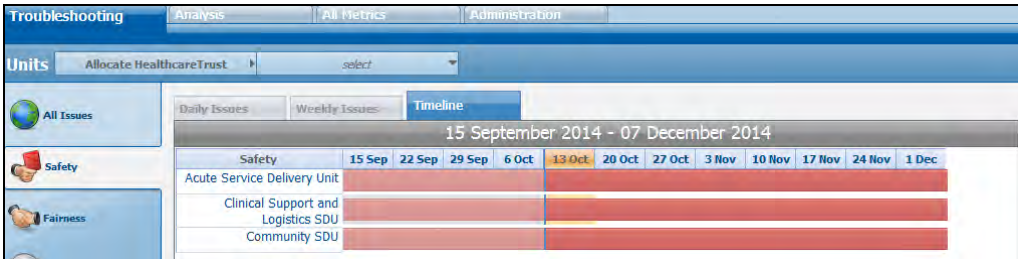 Troubleshooting
Analysis
All Metrics
Administration
Units
Allocate HealthcareTrust
select
All Issues
Safety
Fairness
Daily Issues
Weekly Issues
Timeline
15 September 2014 - 07 December 2014
Safety 15 Sep 22 Sep 29 Sep 6 Oct 13 Oct 20 Oct 27 Oct 3 Nov 10 Nov 17 Nov 24 Nov 1 Dec
Acute Service Delivery Unit
Clinical Support and
Logistics SDU
Community SDU